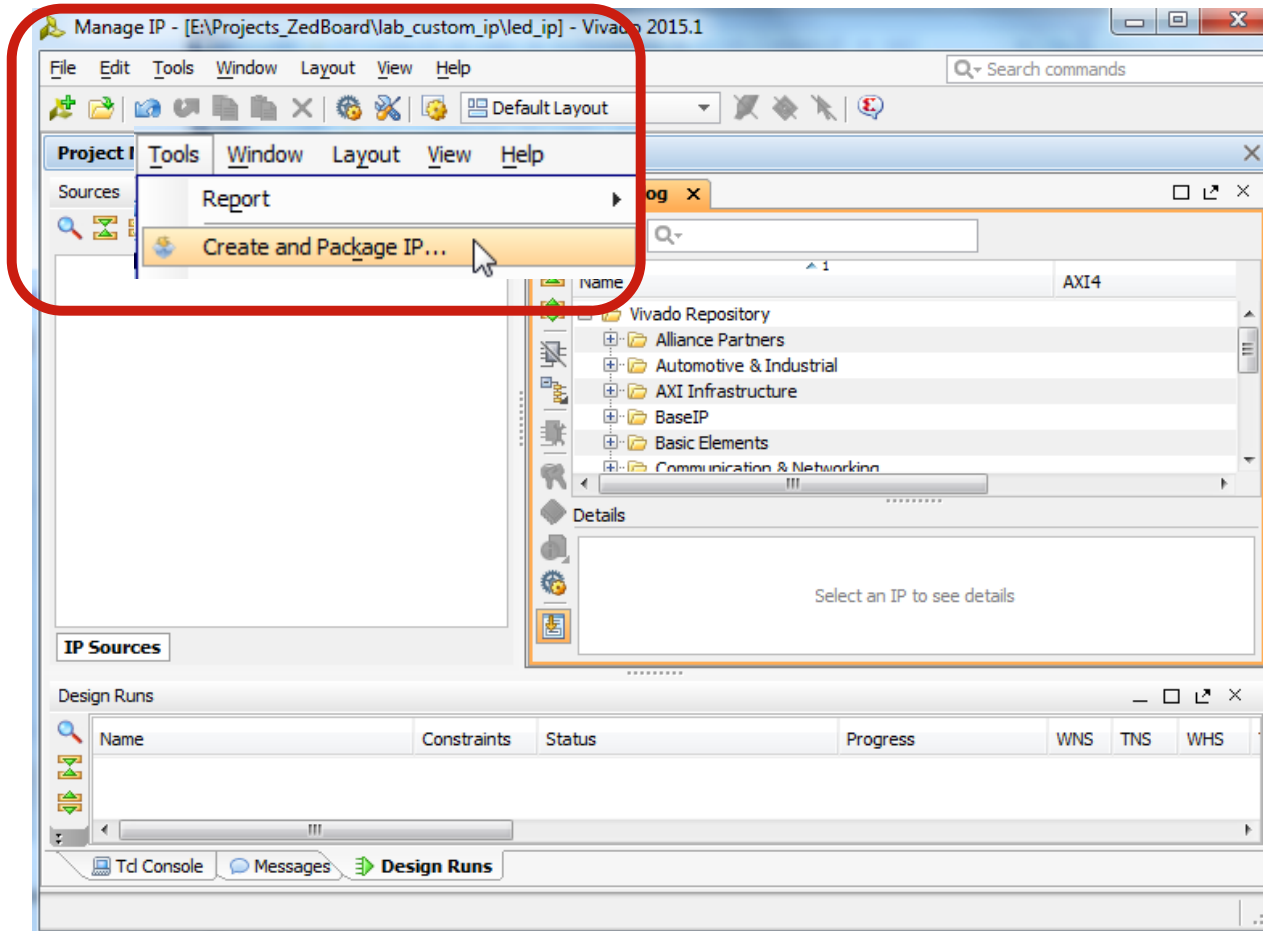 Manage IP - [E:\Projects_ZedBoard\lab_custom_ip\led_ip] - Vivado 2015.1
File Edit Tools Window Layout View Help
Search commands
Default Layout
Project
Tools Window Layout View Help
Sources
Report
og
Create and Package IP...
Name 1 AXI4
Vivado Repository
Alliance Partners
Automotive & Industrial
AXI Infrastructure
BaseIP
Basic Elements
Communication & Networking
Details
Select an IP to see details
IP Sources
Design Runs
Name Constraints Status Progress WNS TNS WHS
Tcl Console Messages Design Runs